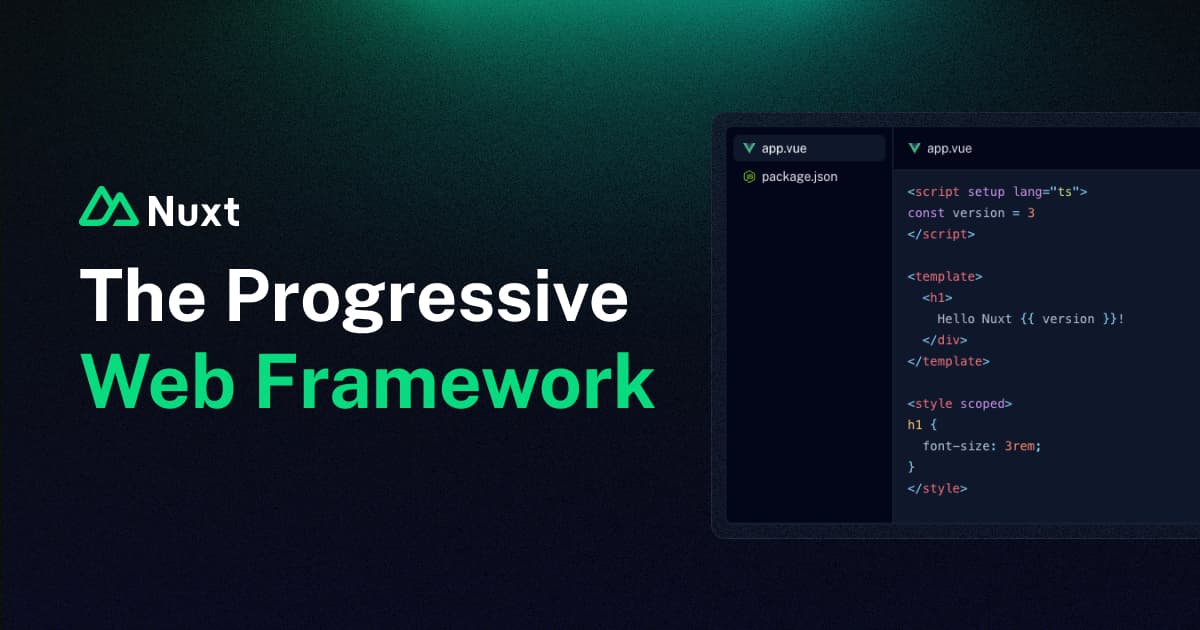 Nuxt
The Progressive
Web Framework
app.vue
package.json
app.vue
<script setup lang="ts">
const version = 3
</script>
<template>
<h1>
Hello Nuxt {{ version }}!
</div>
</template>
<style scoped>
h1 {
font-size: 3rem;
}
</style>